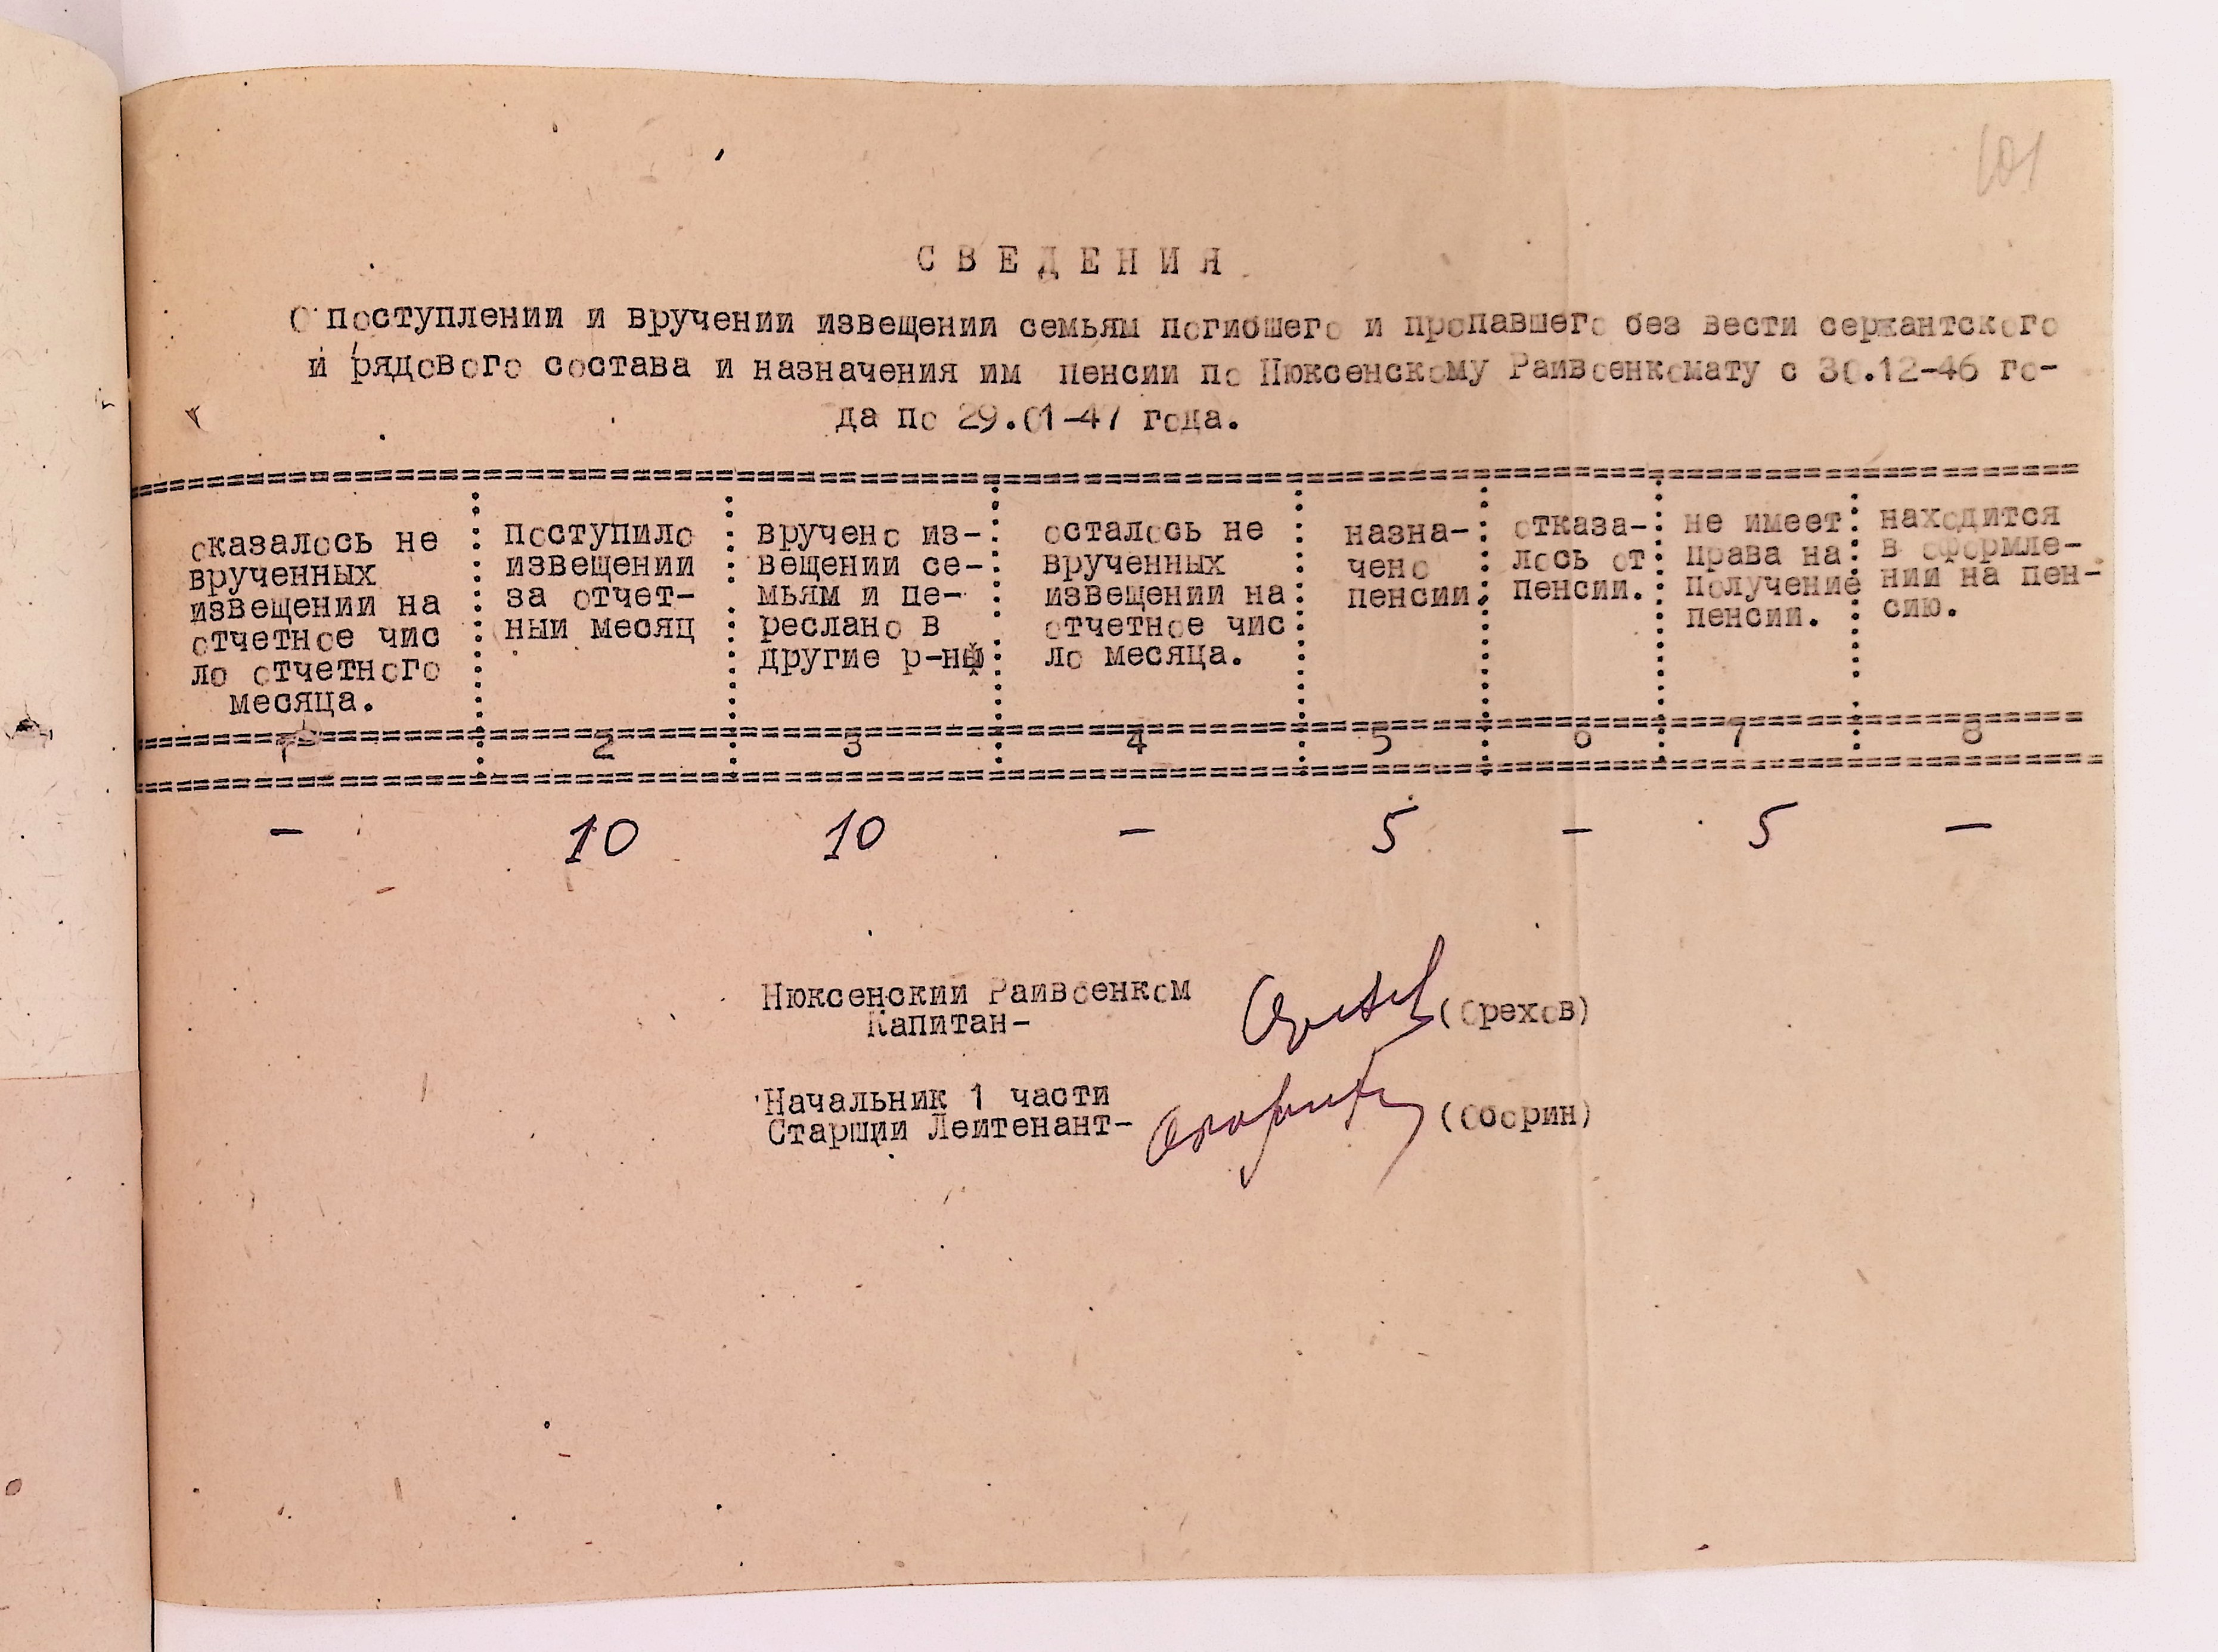 101
СВЕДЕНИЯ
О поступлении и вручении извещении семьям погибшего и пропавшего без вести сержантского
и рядового состава и назначения им пенсии по Нюксенскому Раивоенкомату с 30.12-46 го-
да по 29.01-47 года.
оказалось не
врученных
извещении на
отчетное чис
ло отчетного
месяца.
поступило
извещении
за отчет-
ныи месяц
вручено из-
вещении се-
мьям и пе-
реслано в
другие р-ны
осталось не
врученных
извещении на
отчетное чис
ло месяца.
назна-
чено
пенсии
отказа-
лось от
пенсии.
не имеет
права на
получение
пенсии.
находится
в оформле-
нии на пен-
сию.
1 2 3 4 5 6 7 8
– 10 10 – 5 – 5 –
Нюксенскии Раивоенком
Капитан- (Орехов)
Начальник 1 части
Старшии Леитенант- (Оборин)